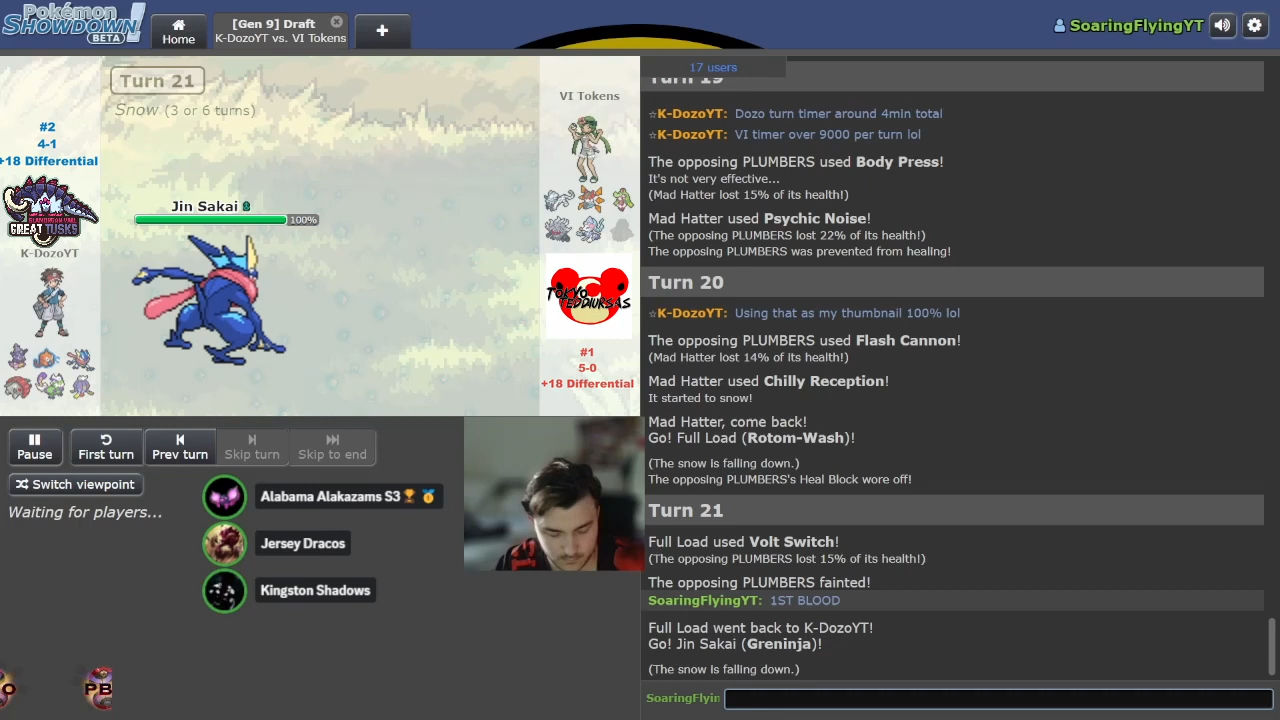 Pokémon
SHOWDOWN!
BETA
Home
[Gen 9] Draft
K-DozoYT vs. VI Tokens
+
SoaringFlyingYT
Turn 21
Snow (3 or 6 turns)
#2
4-1
+18 Differential
GREAT TUSKS
K-DozoYT
Jin Sakai
100%
VI Tokens
TOKYO
TEDDIURSAS
#1
5-0
+18 Differential
Pause
First turn
Prev turn
Skip turn
Skip to end
Switch viewpoint
Waiting for players...
Alabama Alakazams S3
Jersey Dracos
Kingston Shadows
O
PB
17 users
Turn 19
☆K-DozoYT: Dozo turn timer around 4min total
☆K-DozoYT: VI timer over 9000 per turn lol
The opposing PLUMBERS used Body Press!
It's not very effective...
(Mad Hatter lost 15% of its health!)
Mad Hatter used Psychic Noise!
(The opposing PLUMBERS lost 22% of its health!)
The opposing PLUMBERS was prevented from healing!
Turn 20
☆K-DozoYT: Using that as my thumbnail 100% lol
The opposing PLUMBERS used Flash Cannon!
(Mad Hatter lost 14% of its health!)
Mad Hatter used Chilly Reception!
It started to snow!
Mad Hatter, come back!
Go! Full Load (Rotom-Wash)!
(The snow is falling down.)
The opposing PLUMBERS's Heal Block wore off!
Turn 21
Full Load used Volt Switch!
(The opposing PLUMBERS lost 15% of its health!)
The opposing PLUMBERS fainted!
SoaringFlyingYT: 1ST BLOOD
Full Load went back to K-DozoYT!
Go! Jin Sakai (Greninja)!
(The snow is falling down.)
SoaringFlyin